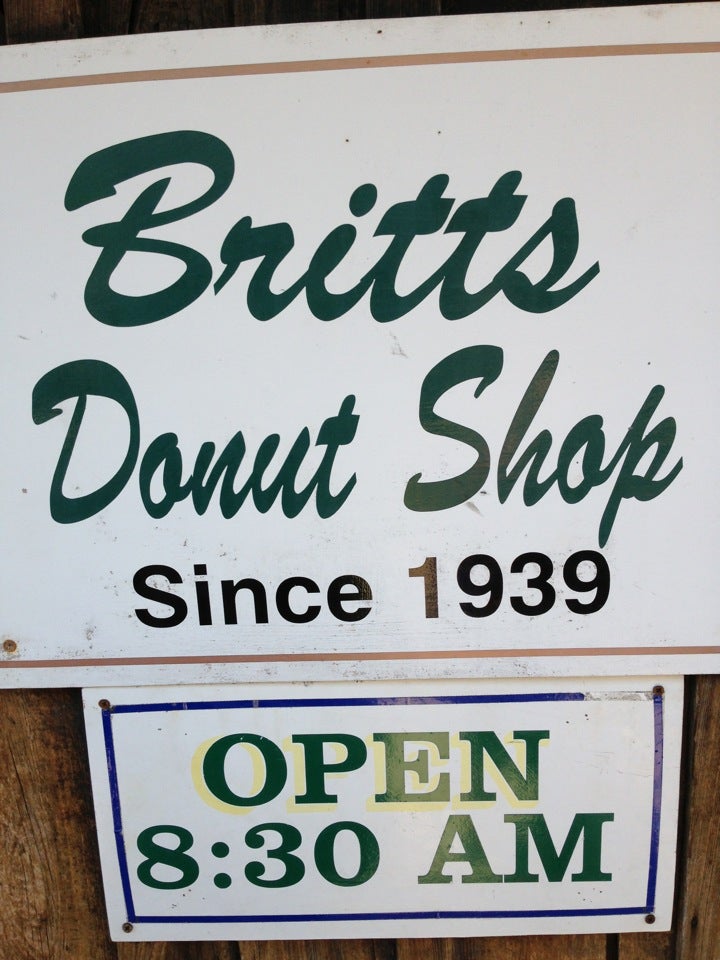 Britts
Donut Shop
Since 1939
OPEN
8:30 AM